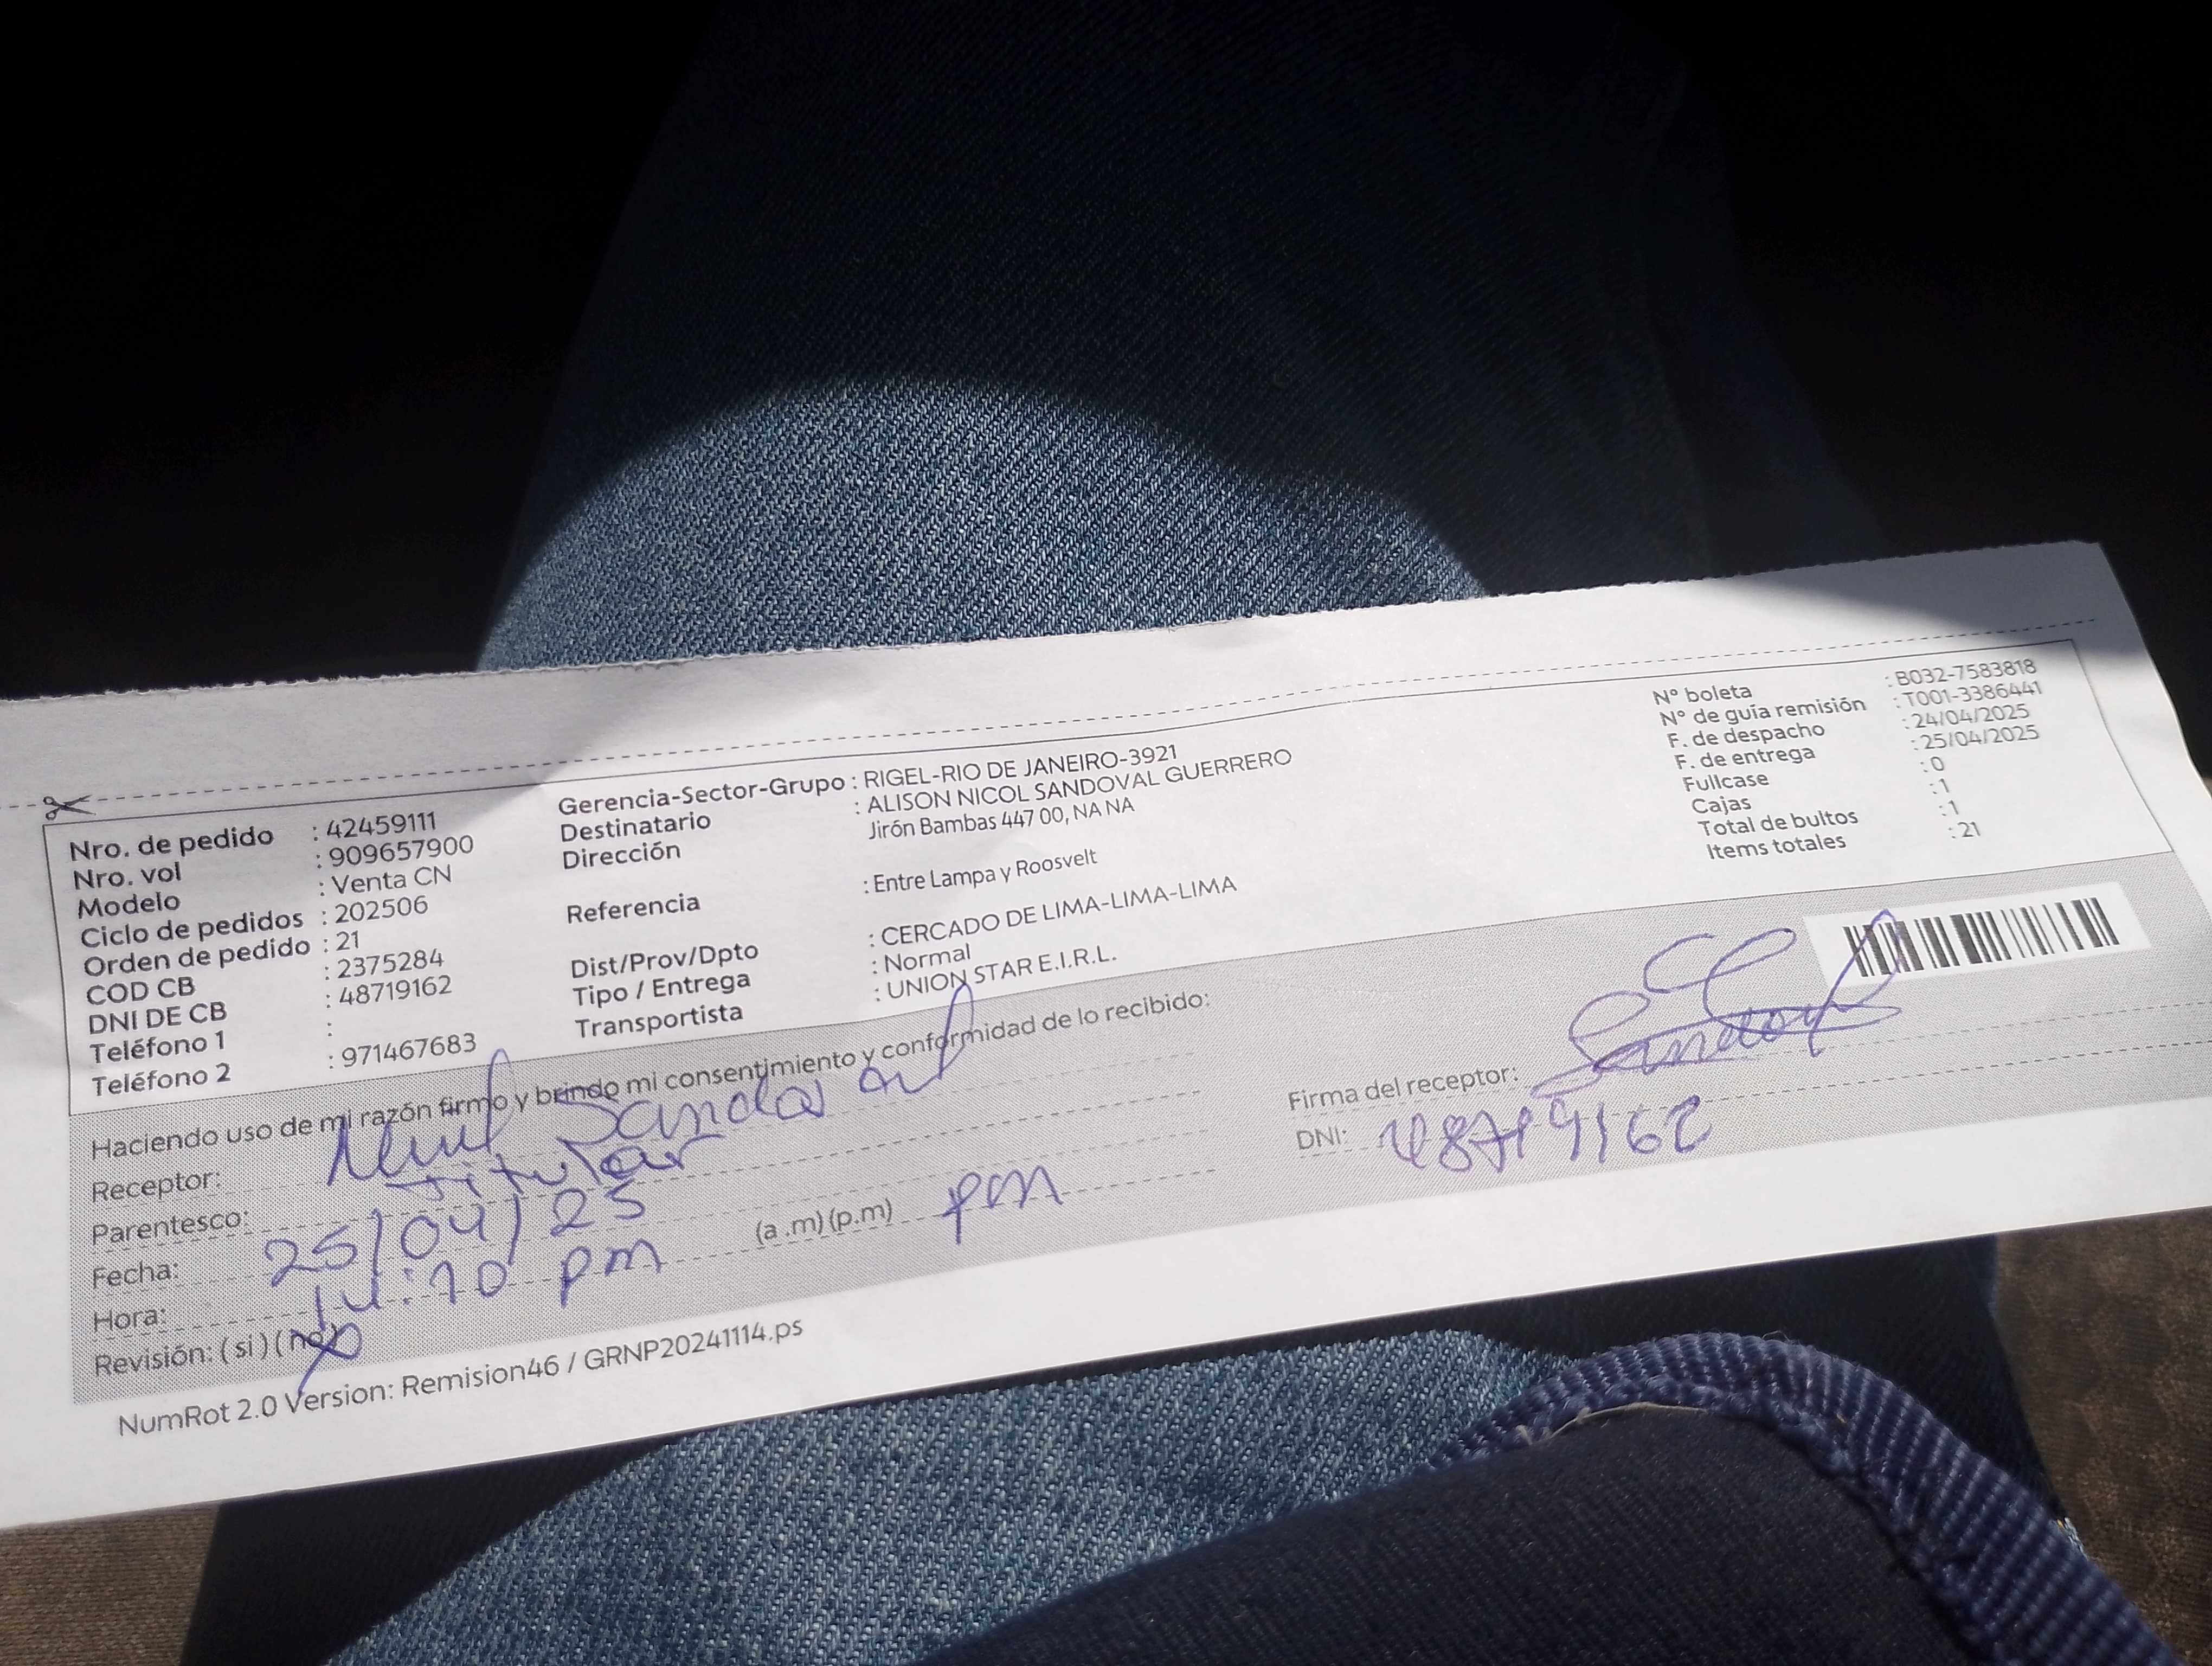 Nro. de pedido : 42459111
Nro. vol : 909657900
Modelo : Venta CN
Ciclo de pedidos : 202506
Orden de pedido : 21
COD CB : 2375284
DNI DE CB : 48719162
Teléfono 1 :
Teléfono 2 : 971467683
Gerencia-Sector-Grupo : RIGEL-RIO DE JANEIRO-3921
Destinatario : ALISON NICOL SANDOVAL GUERRERO
Dirección Jirón Bambas 447 00, NA NA
Referencia : Entre Lampa y Roosvelt
Dist/Prov/Dpto : CERCADO DE LIMA-LIMA-LIMA
Tipo / Entrega : Normal
Transportista : UNION STAR E.I.R.L.
N° boleta : B032-7583818
N° de guía remisión : T001-3386441
F. de despacho : 24/04/2025
F. de entrega : 25/04/2025
Fullcase : 0
Cajas : 1
Total de bultos : 1
Items totales : 21
Haciendo uso de mi razón firmo y brindo mi consentimiento y conformidad de lo recibido:
Receptor: Sandoval
Parentesco: titular
Fecha: 25/04/25
Hora: 14:10 pm (a .m) (p.m) pm
Revisión: ( si ) ( no )
Firma del receptor: Sandoval
DNI: 48719162
NumRot 2.0 Version: Remision46 / GRNP20241114.ps